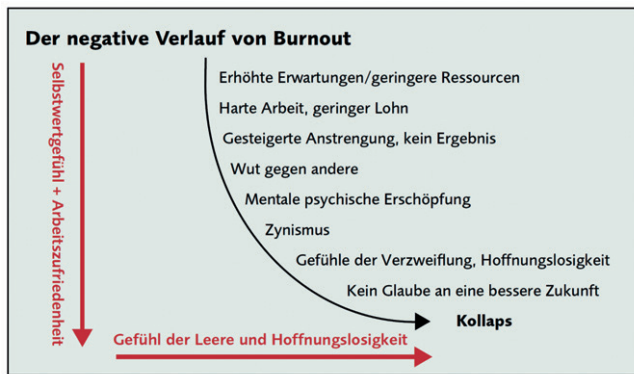 Der negative Verlauf von Burnout
Selbstwertgefühl + Arbeitszufriedenheit
Erhöhte Erwartungen/geringere Ressourcen
Harte Arbeit, geringer Lohn
Gesteigerte Anstrengung, kein Ergebnis
Wut gegen andere
Mentale psychische Erschöpfung
Zynismus
Gefühle der Verzweiflung, Hoffnungslosigkeit
Kein Glaube an eine bessere Zukunft
Kollaps
Gefühl der Leere und Hoffnungslosigkeit